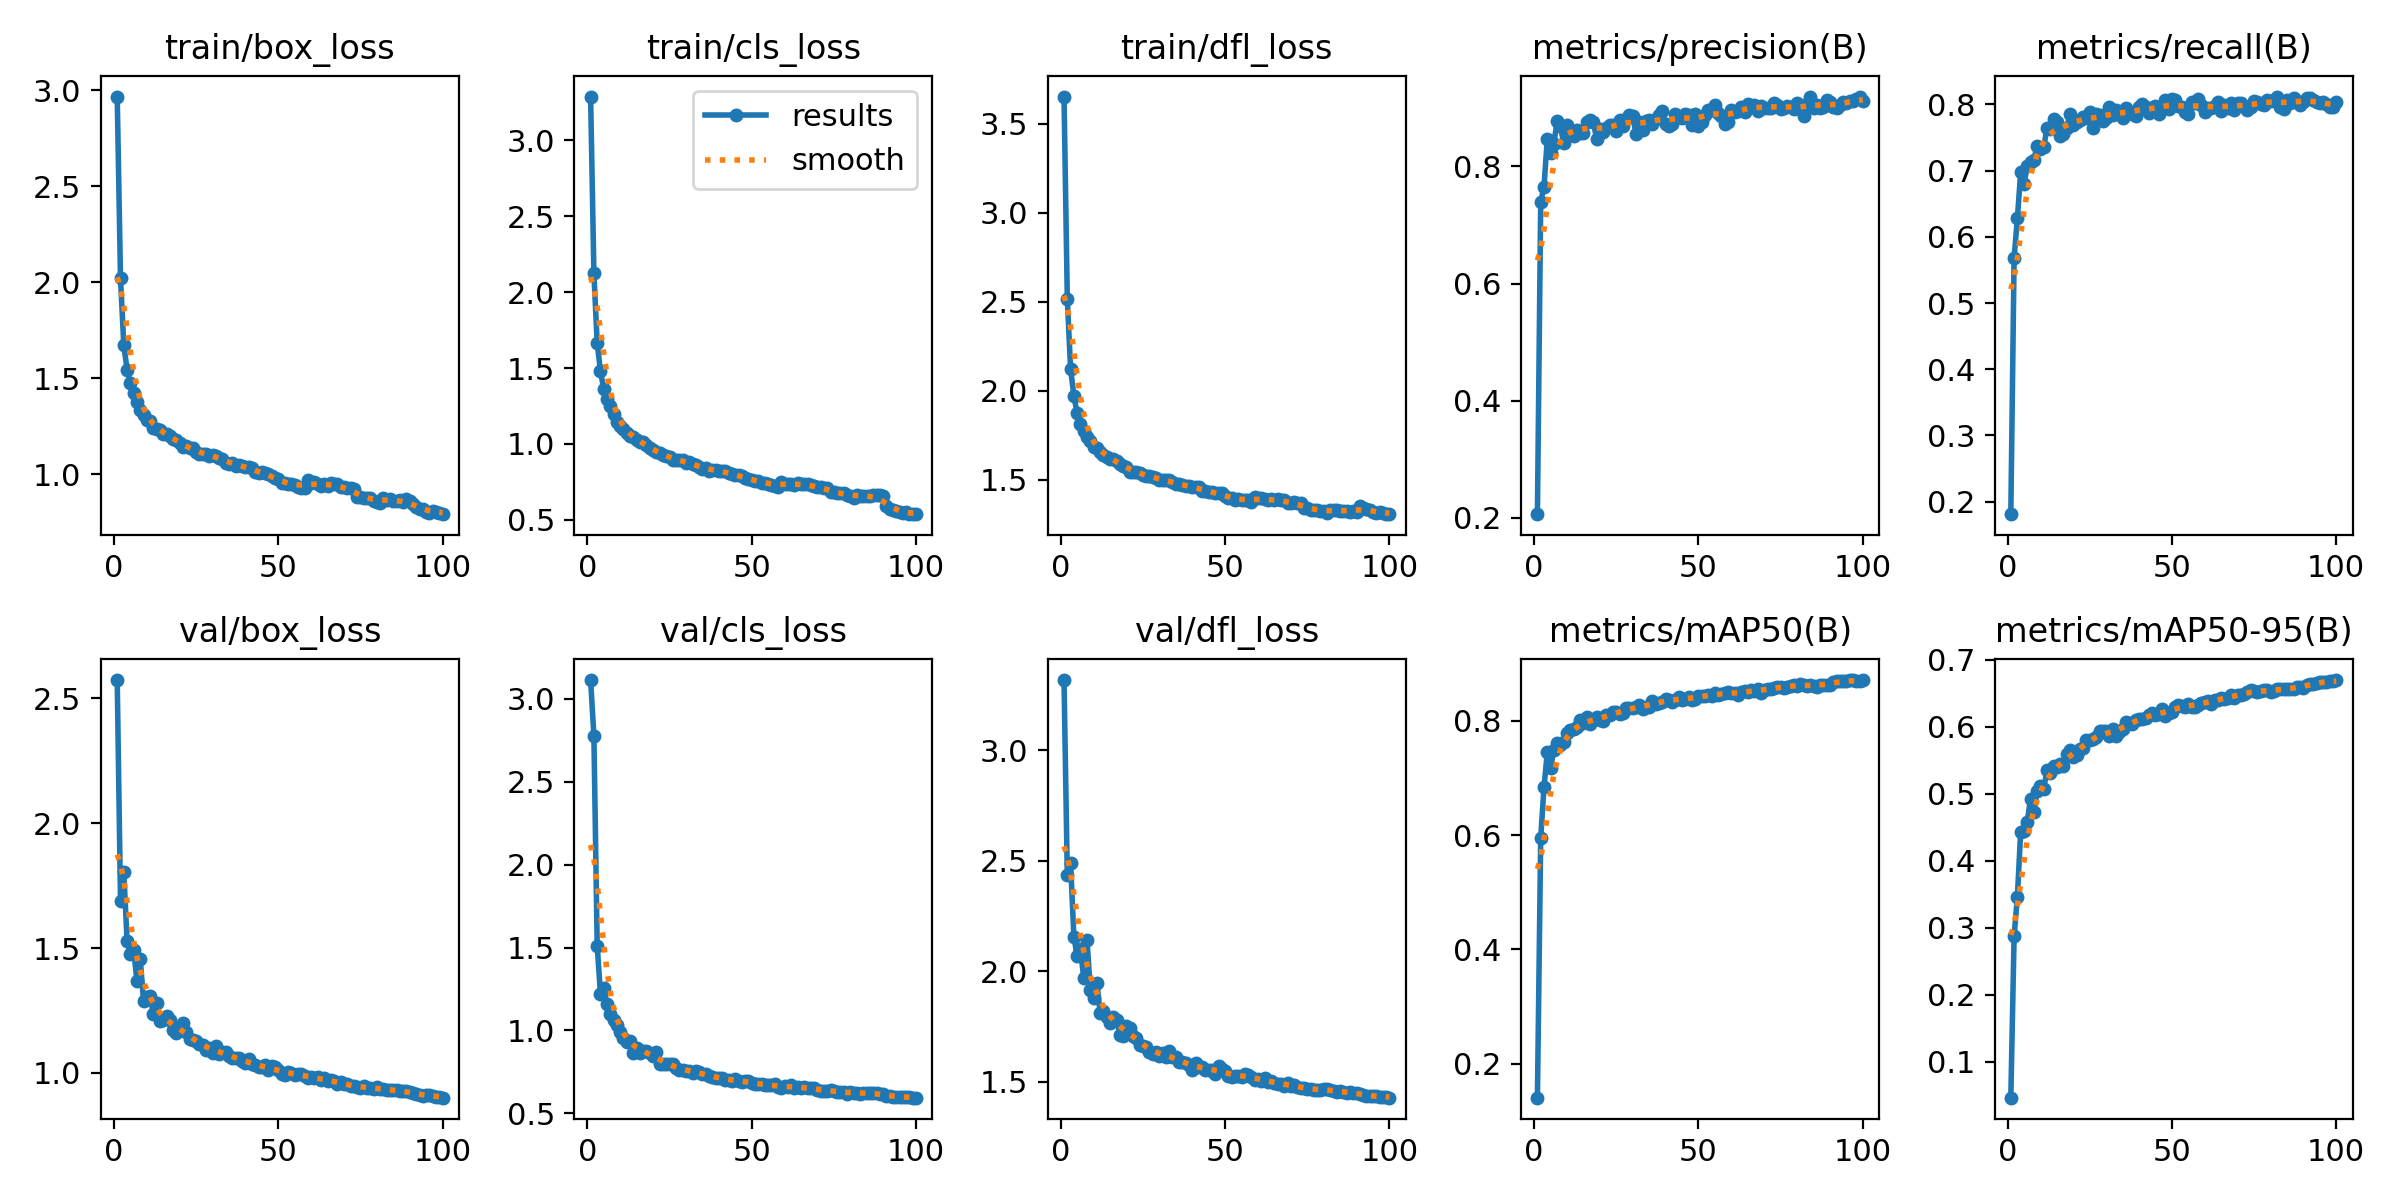 train/box_loss
3.0
2.5
2.0
1.5
1.0
0 50 100
train/cls_loss
results
smooth
3.0
2.5
2.0
1.5
1.0
0.5
0 50 100
train/dfl_loss
3.5
3.0
2.5
2.0
1.5
0 50 100
metrics/precision(B)
0.8
0.6
0.4
0.2
0 50 100
metrics/recall(B)
0.8
0.7
0.6
0.5
0.4
0.3
0.2
0 50 100
val/box_loss
2.5
2.0
1.5
1.0
0 50 100
val/cls_loss
3.0
2.5
2.0
1.5
1.0
0.5
0 50 100
val/dfl_loss
3.0
2.5
2.0
1.5
0 50 100
metrics/mAP50(B)
0.8
0.6
0.4
0.2
0 50 100
metrics/mAP50-95(B)
0.7
0.6
0.5
0.4
0.3
0.2
0.1
0 50 100